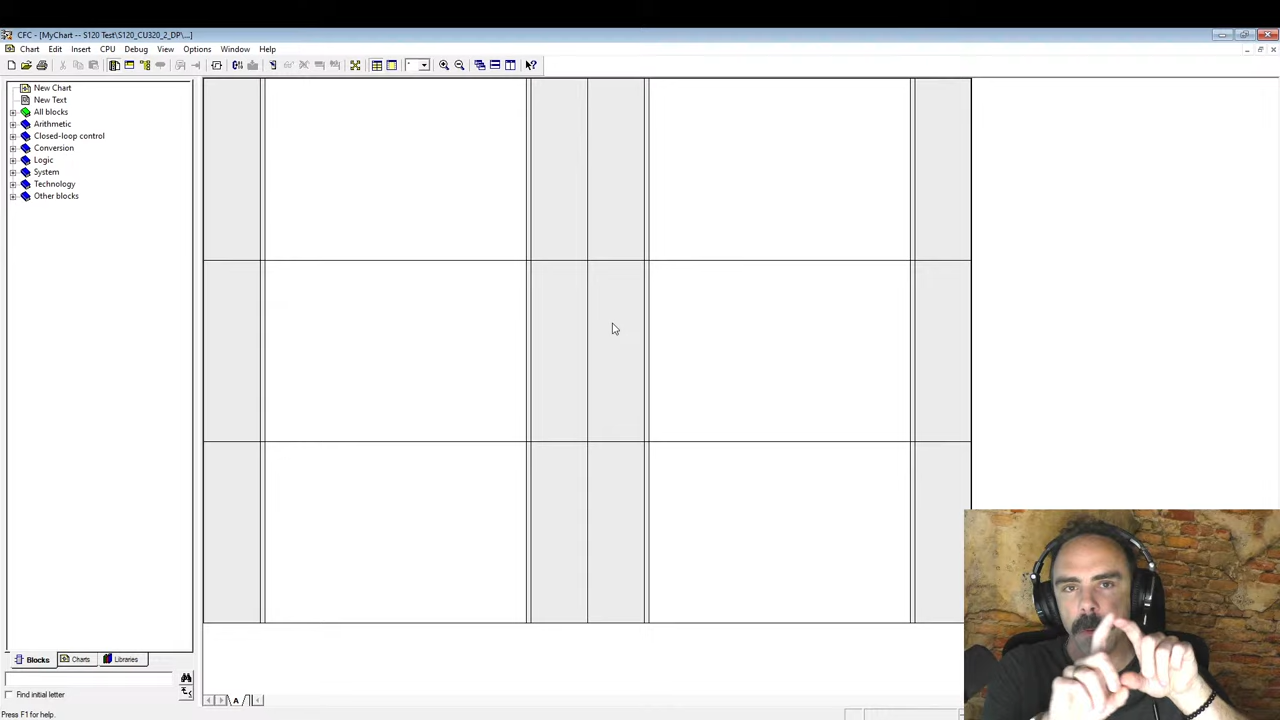 CFC - [MyChart -- S120 Test\S120_CU320_2_DP\...]
Chart Edit Insert CPU Debug View Options Window Help
New Chart
New Text
All blocks
Arithmetic
Closed-loop control
Conversion
Logic
System
Technology
Other blocks
Blocks Charts Libraries
Find initial letter
A
Press F1 for help.